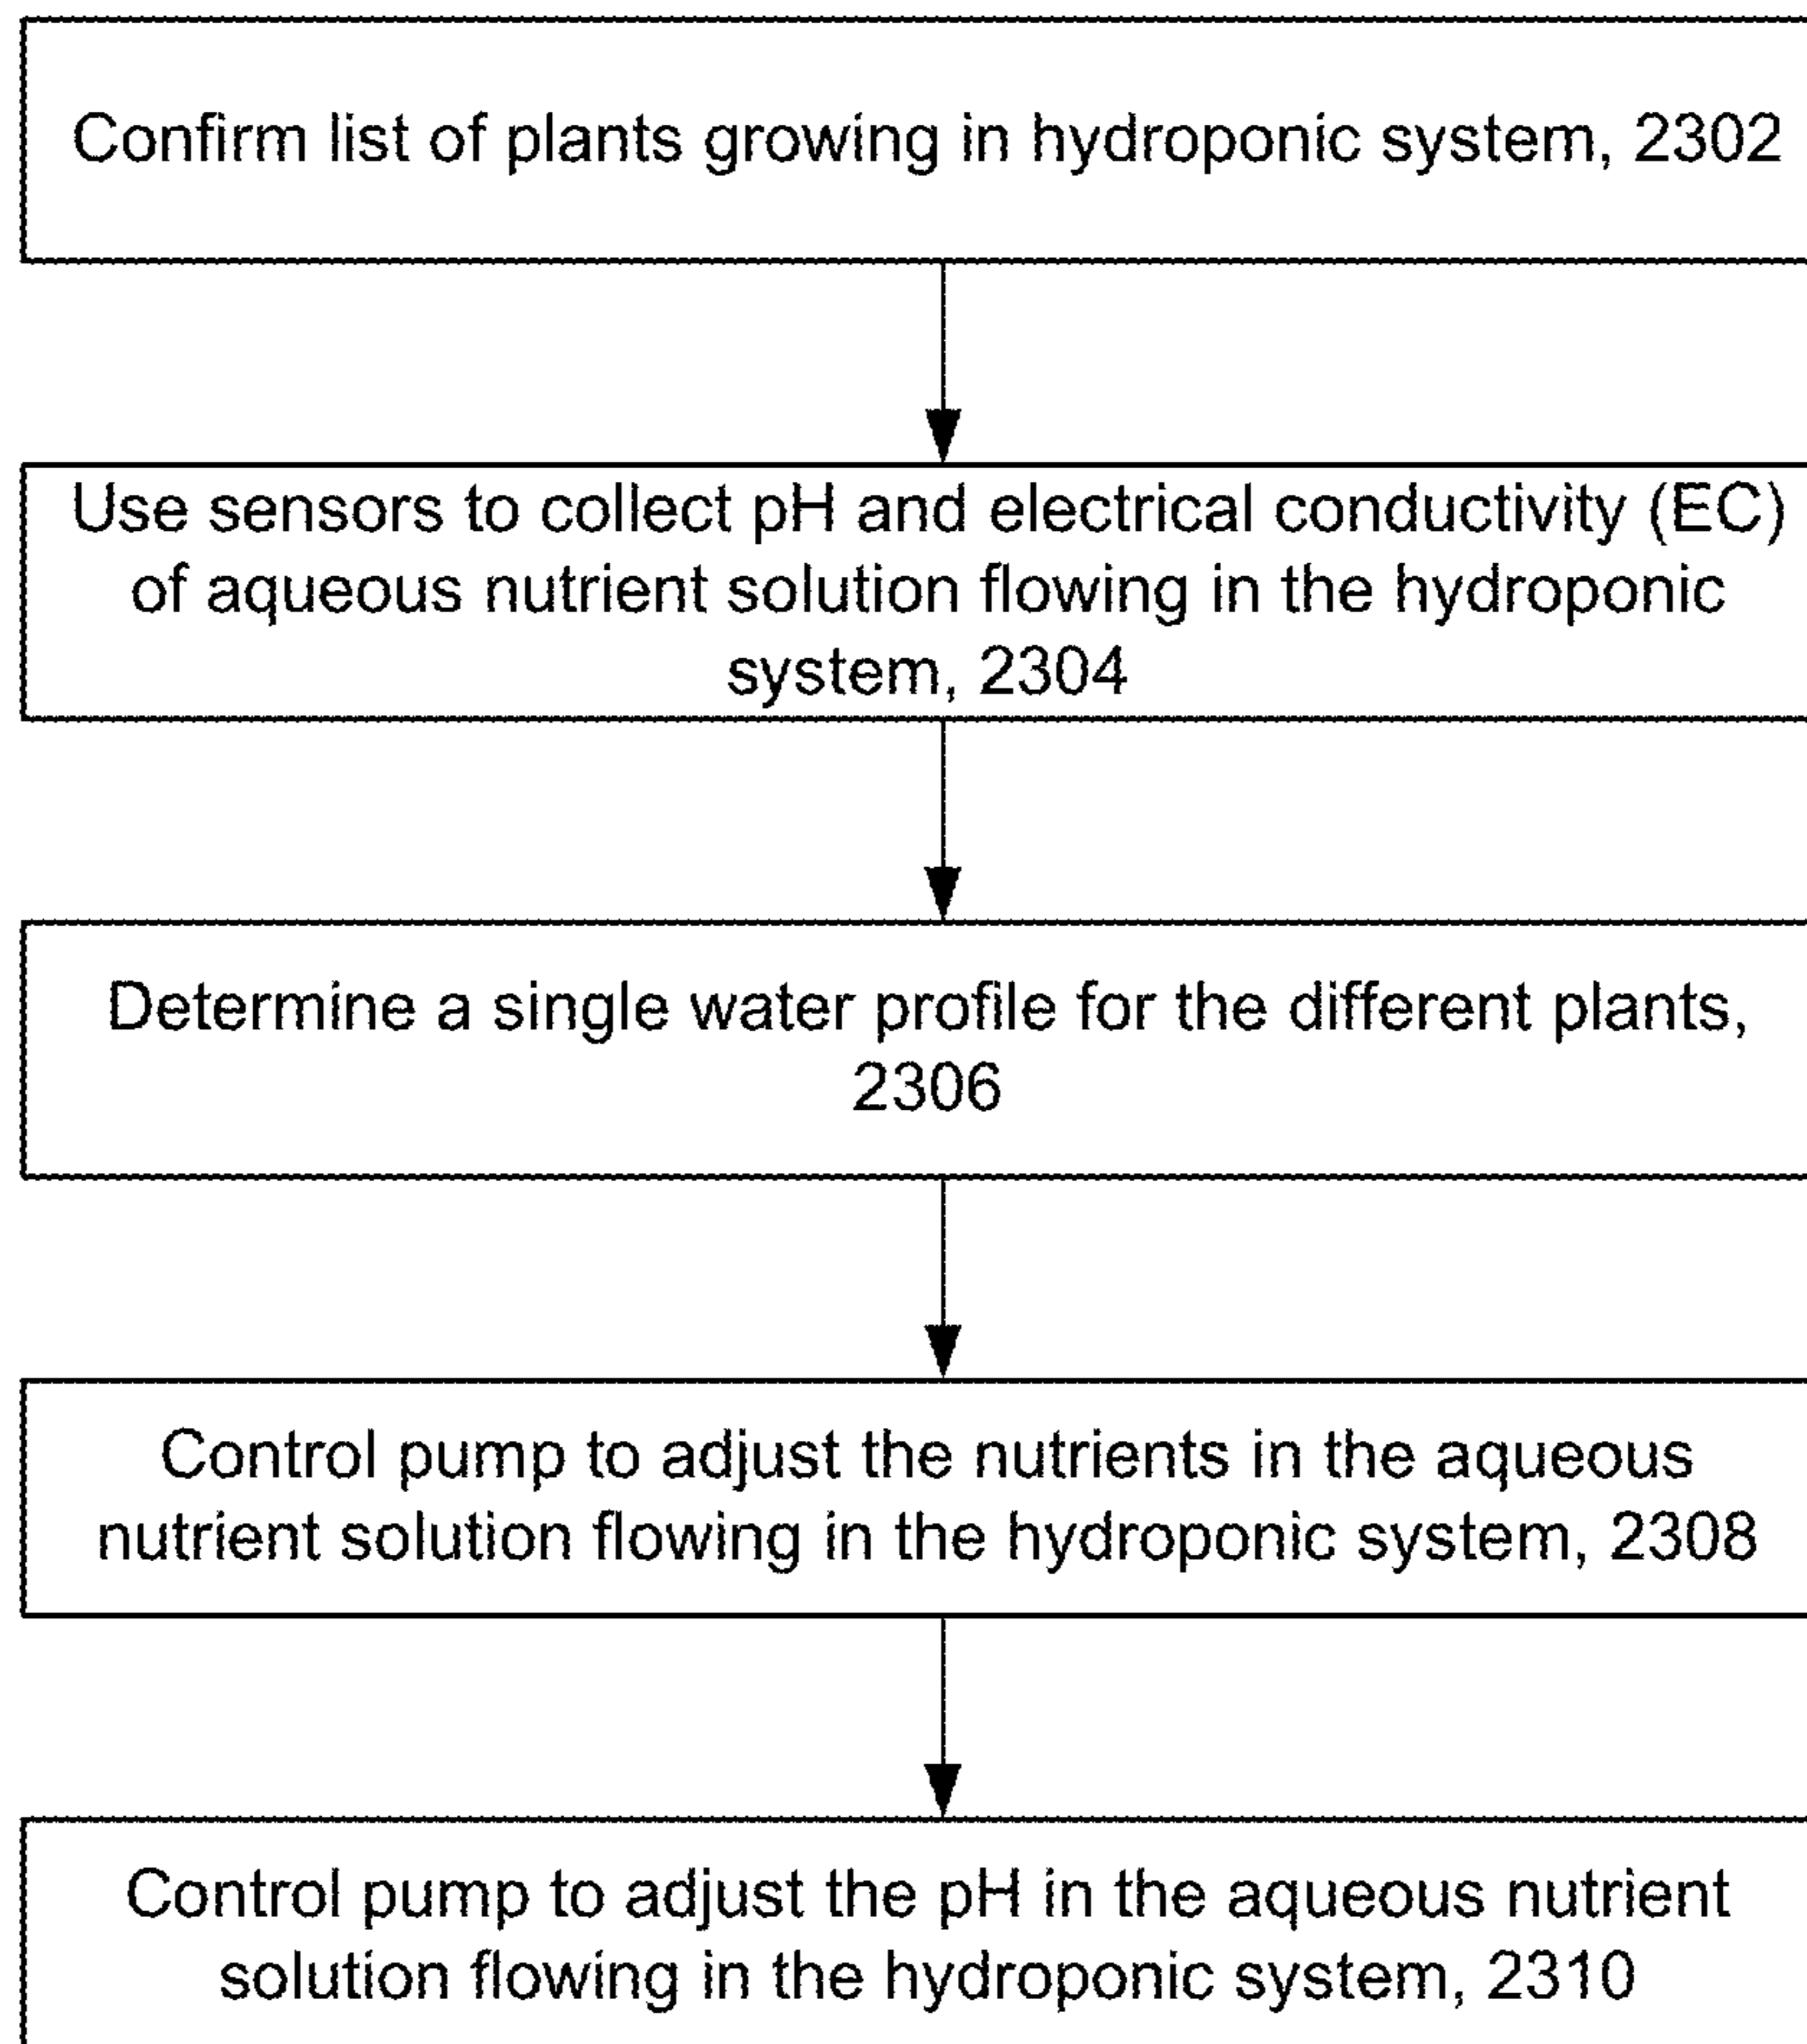 Confirm list of plants growing in hydroponic system, 2302
Use sensors to collect pH and electrical conductivity (EC)
of aqueous nutrient solution flowing in the hydroponic
system, 2304
Determine a single water profile for the different plants,
2306
Control pump to adjust the nutrients in the aqueous
nutrient solution flowing in the hydroponic system, 2308
Control pump to adjust the pH in the aqueous nutrient
solution flowing in the hydroponic system, 2310